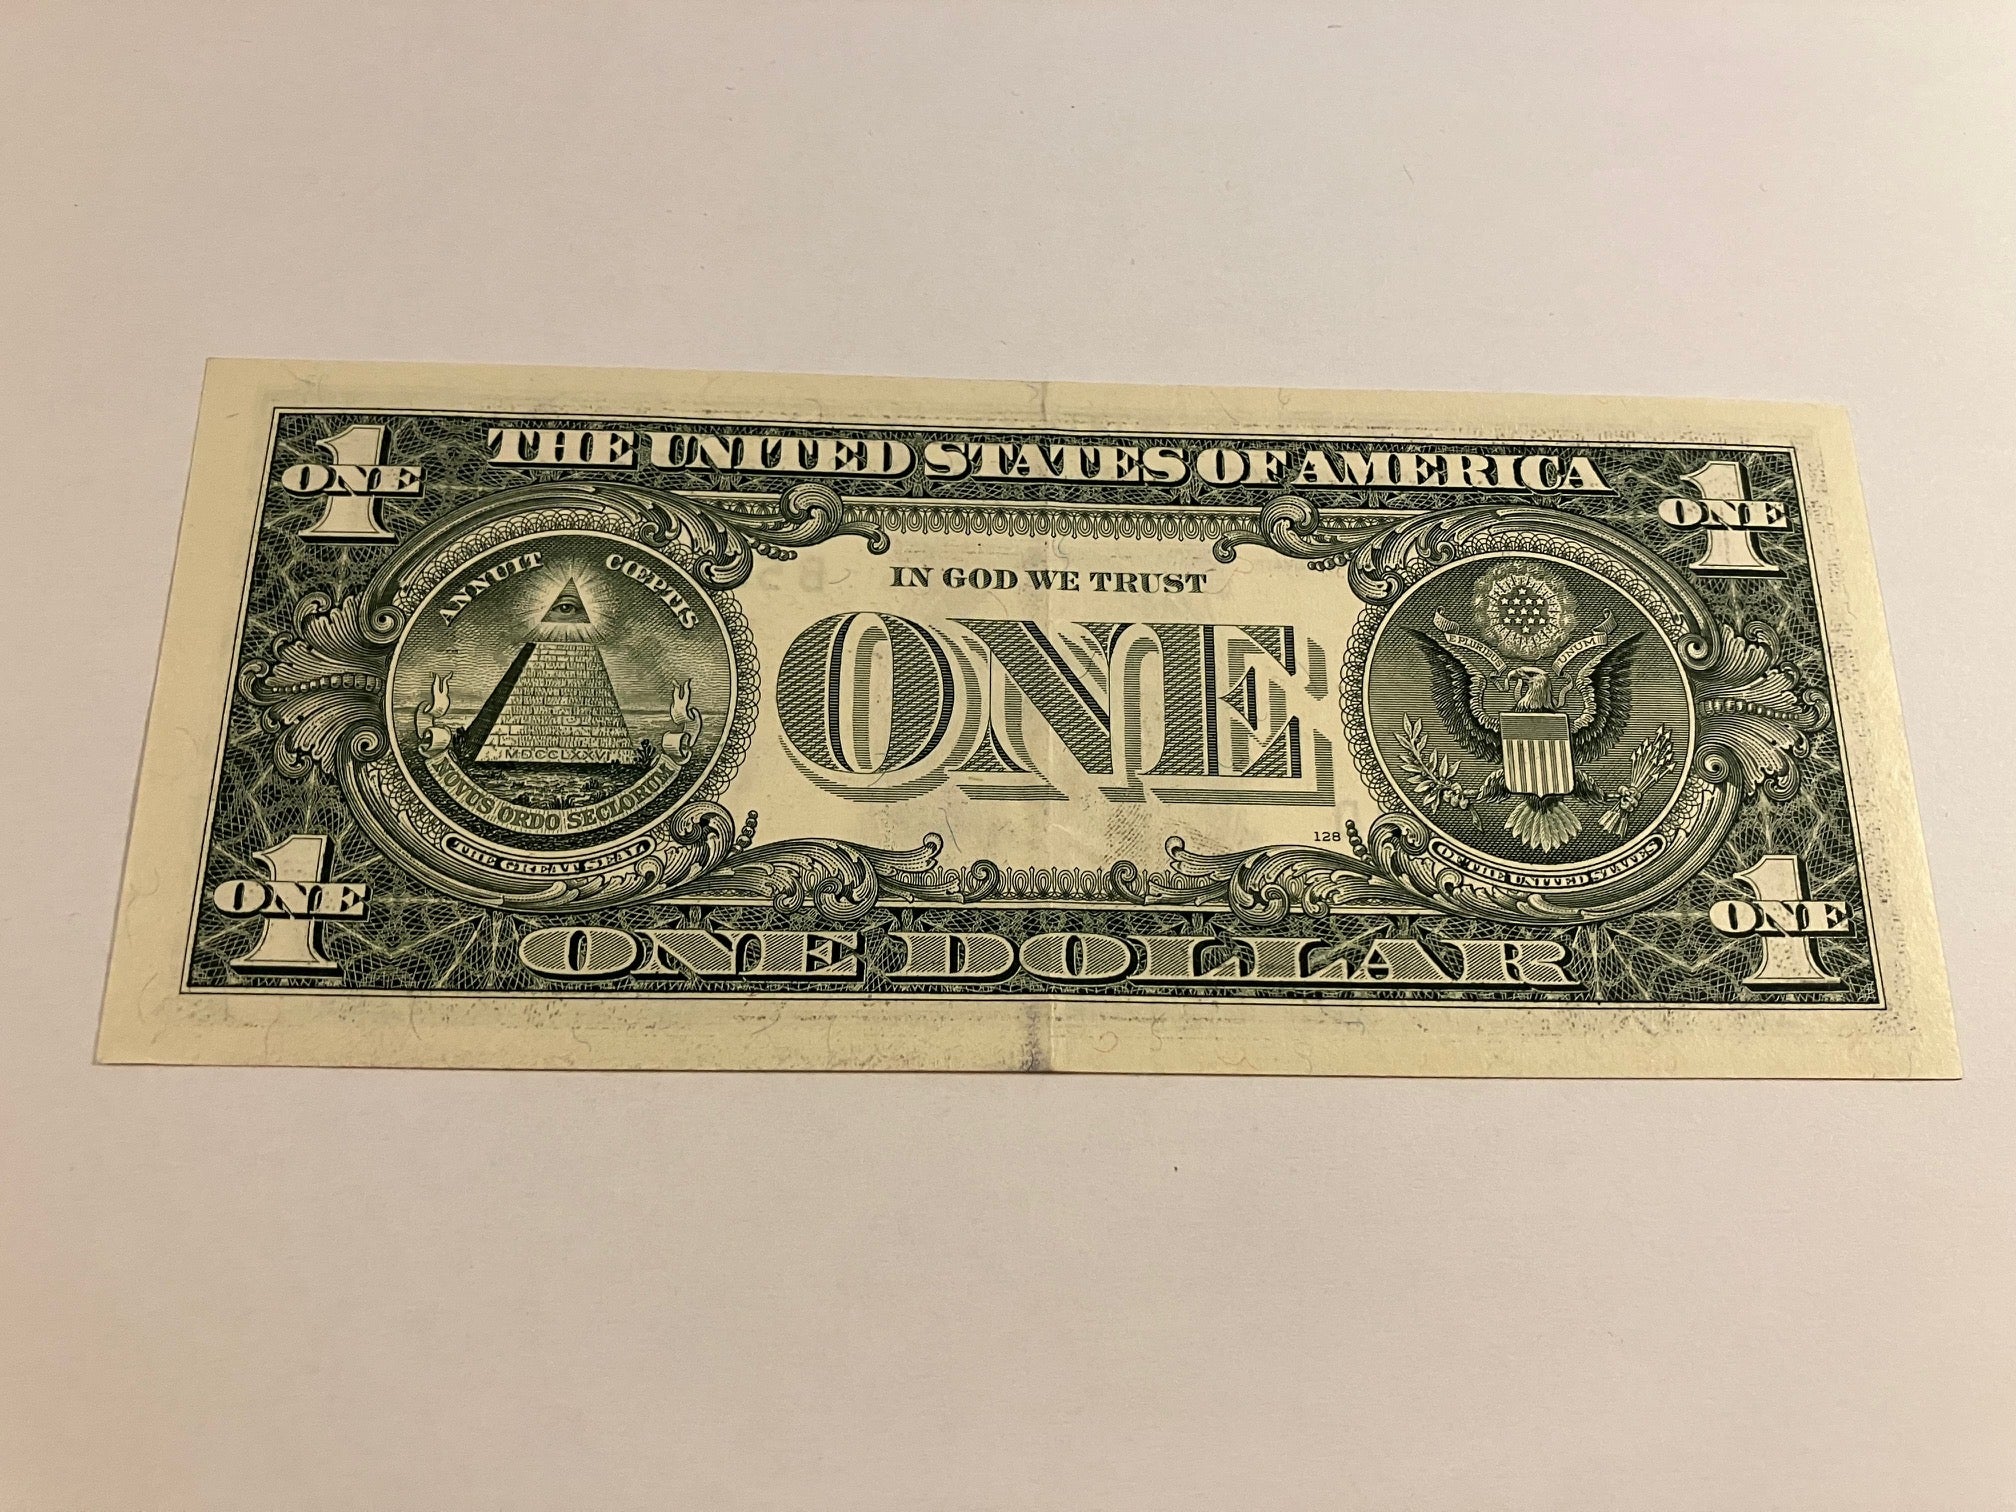 1
ONE
THE UNITED STATES OF AMERICA
1
ONE
ANNUIT CŒPTIS
MDCCLXXVI
NOVUS ORDO SECLORUM
THE GREAT SEAL
IN GOD WE TRUST
ONE
128
E PLURIBUS UNUM
OF THE UNITED STATES
1
ONE
ONE DOLLAR
1
ONE